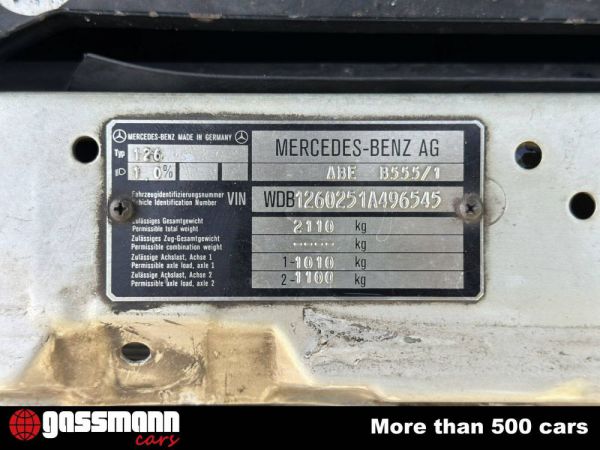 MERCEDES-BENZ MADE IN GERMANY
MERCEDES-BENZ AG
Typ 126
ABE B555/1
1,0%
Fahrzeugidentifizierungsnummer
Vehicle Identification Number
VIN
WDB1260251A496545
Zulässiges Gesamtgewicht
Permissible total weight
2110 kg
Zulässiges Zug-Gesamtgewicht
Permissible combination weight
---- kg
Zulässige Achslast, Achse 1
Permissible axle load, axle 1
1-1010 kg
Zulässige Achslast, Achse 2
Permissible axle load, axle 2
2-1100 kg
gassmann
cars
More than 500 cars